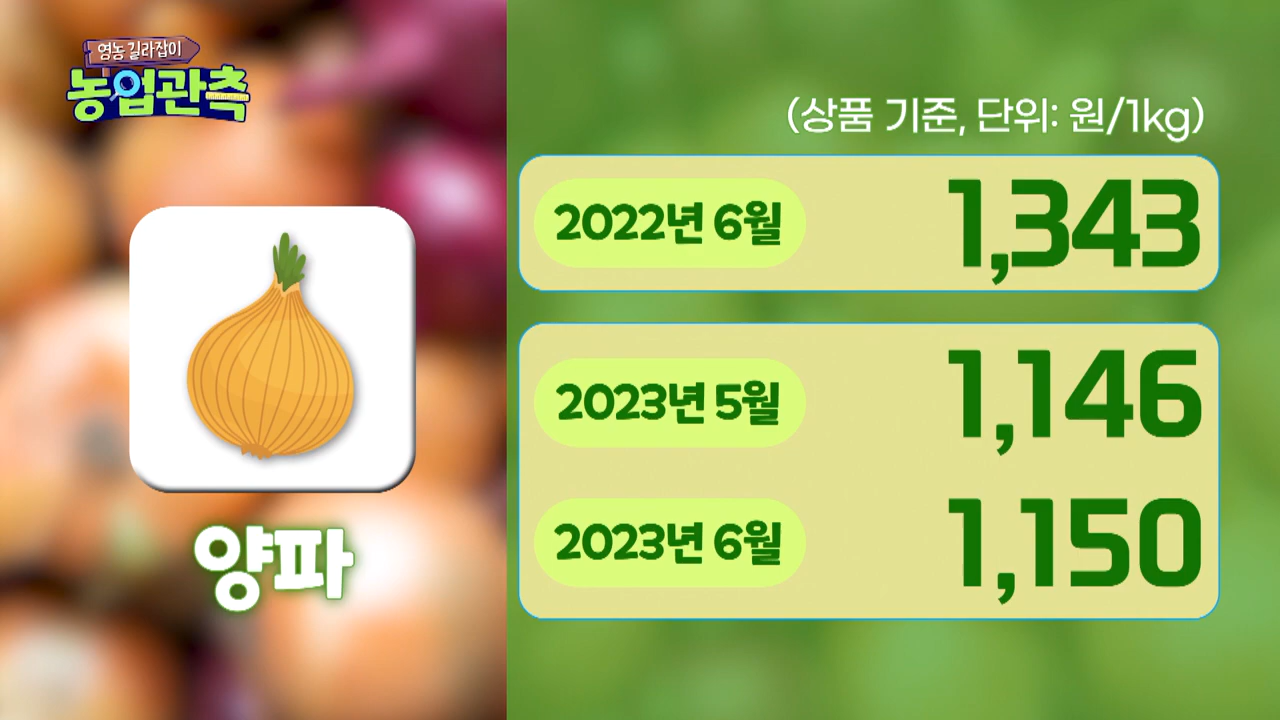 영농 길라잡이
농업관측
(상품 기준, 단위: 원/1kg)
2022년 6월 1,343
2023년 5월 1,146
2023년 6월 1,150
양파